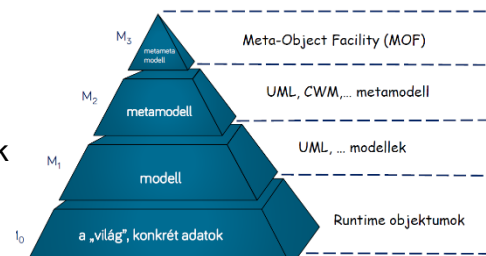 M3
metameta
modell
Meta-Object Facility (MOF)
M2
metamodell
UML, CWM,... metamodell
k
M1
modell
UML, ... modellek
a „világ”, konkrét adatok
Runtime objektumok